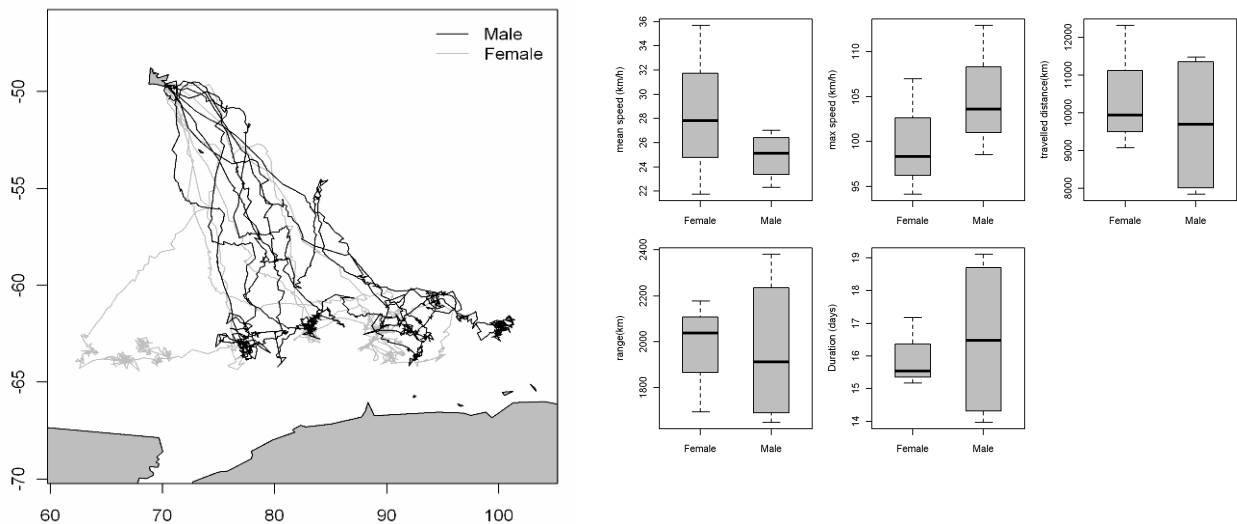 Male
Female
-50
-55
-60
-65
-70
60
70
80
90
100
mean speed (km/h)
36
34
32
30
28
26
24
22
Female
Male
max speed (km/h)
110
105
100
95
Female
Male
travelled distance(km)
12000
11000
10000
9000
8000
Female
Male
range(km)
2400
2200
2000
1800
Female
Male
Duration (days)
19
18
17
16
15
14
Female
Male